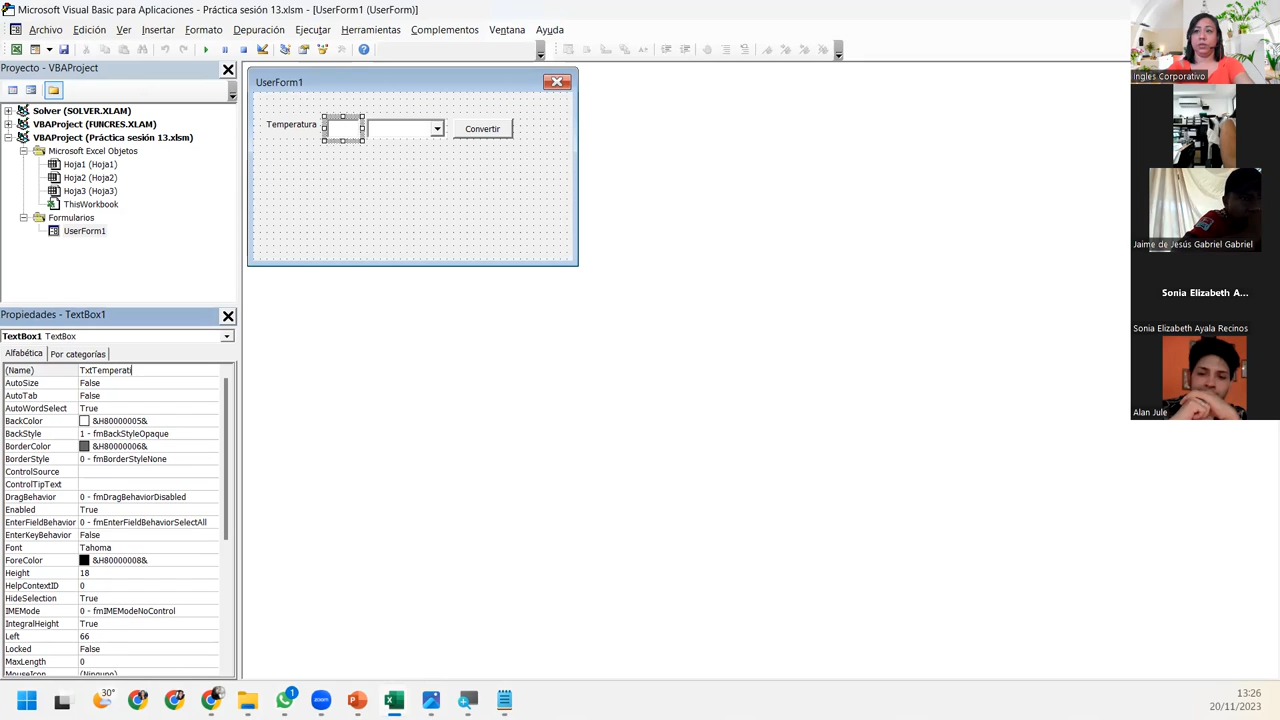 Microsoft Visual Basic para Aplicaciones - Práctica sesión 13.xlsm - [UserForm1 (UserForm)]
Archivo Edición Ver Insertar Formato Depuración Ejecutar Herramientas Complementos Ventana Ayuda
Proyecto - VBAProject
Solver (SOLVER.XLAM)
VBAProject (FUNCRES.XLAM)
VBAProject (Práctica sesión 13.xlsm)
Microsoft Excel Objetos
Hoja1 (Hoja1)
Hoja2 (Hoja2)
Hoja3 (Hoja3)
ThisWorkbook
Formularios
UserForm1
UserForm1
Temperatura
Convertir
Propiedades - TextBox1
TextBox1 TextBox
Alfabética Por categorías
(Name) TxtTemperati
AutoSize False
AutoTab False
AutoWordSelect True
BackColor &H80000005&
BackStyle 1 - fmBackStyleOpaque
BorderColor &H80000006&
BorderStyle 0 - fmBorderStyleNone
ControlSource
ControlTipText
DragBehavior 0 - fmDragBehaviorDisabled
Enabled True
EnterFieldBehavior 0 - fmEnterFieldBehaviorSelectAll
EnterKeyBehavior False
Font Tahoma
ForeColor &H80000008&
Height 18
HelpContextID 0
HideSelection True
IMEMode 0 - fmIMEModeNoControl
IntegralHeight True
Left 66
Locked False
MaxLength 0
MouseIcon (Ninguno)
Ingles Corporativo
Jaime de Jesús Gabriel Gabriel
Sonia Elizabeth A...
Sonia Elizabeth Ayala Recinos
Alan Jule
30°
1
zoom
13:26
20/11/2023